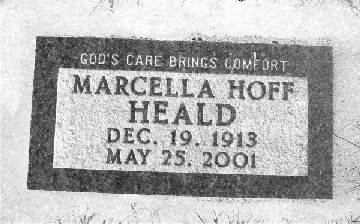 GOD'S CARE BRINGS COMFORT
MARCELLA HOFF
HEALD
DEC. 19. 1913
MAY 25. 2001